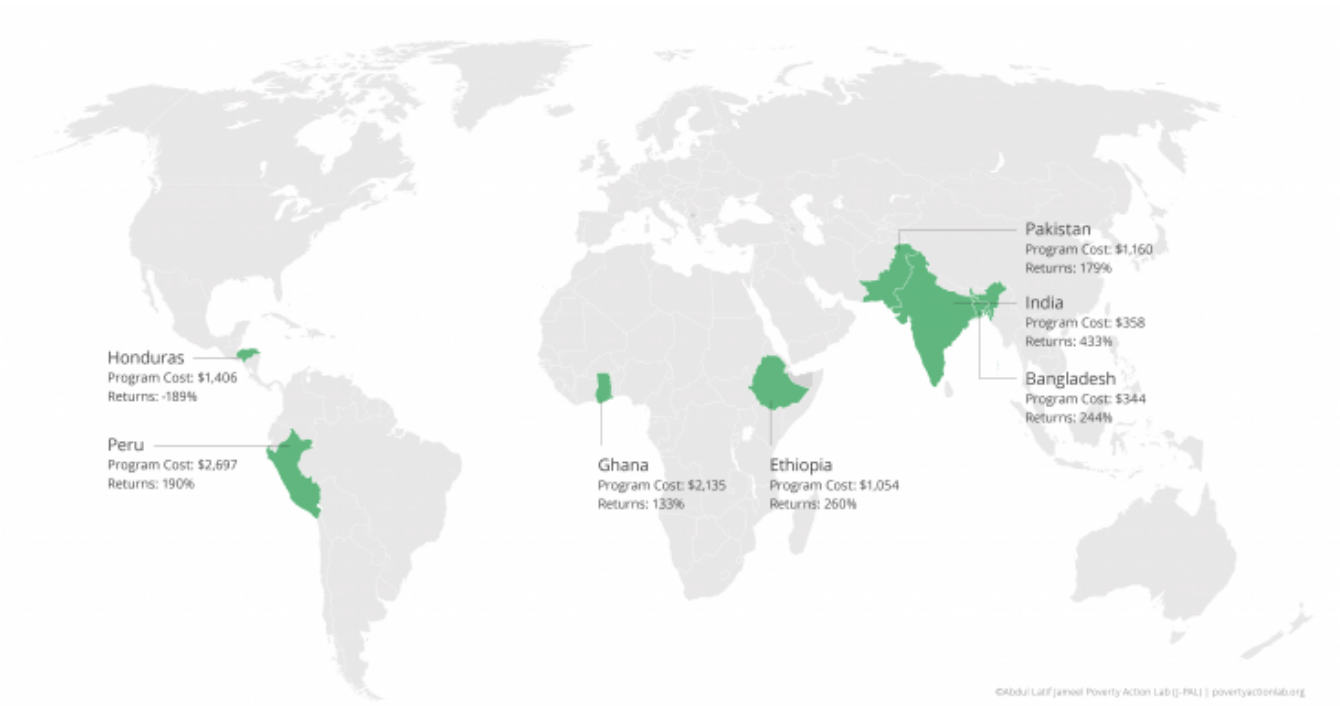 Pakistan
Program Cost: $1,160
Returns: 179%
India
Program Cost: $358
Returns: 433%
Bangladesh
Program Cost: $344
Returns: 244%
Honduras
Program Cost: $1,406
Returns: -189%
Peru
Program Cost: $2,697
Returns: 190%
Ghana
Program Cost: $2,135
Returns: 133%
Ethiopia
Program Cost: $1,054
Returns: 260%
©Abdul Latif Jameel Poverty Action Lab (J-PAL) | povertyactionlab.org